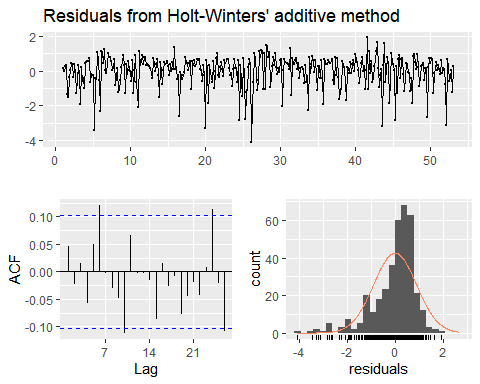 Residuals from Holt-Winters' additive method
2
0
-2
-4
0 10 20 30 40 50
0.10
0.05
0.00
-0.05
-0.10
ACF
7 14 21
Lag
60
40
20
0
count
-4 -2 0 2
residuals